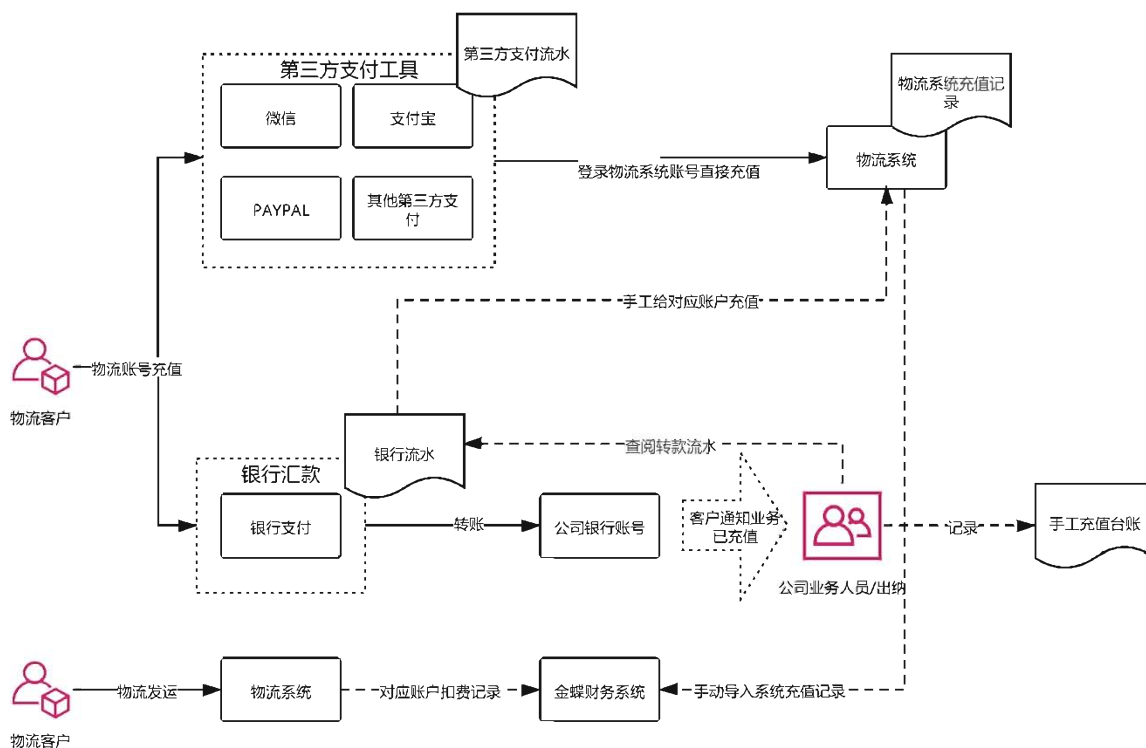 第三方支付流水
第三方支付工具
微信
支付宝
PAYPAL
其他第三方支
付
登录物流系统账号直接充值
物流系统充值记
录
物流系统
手工给对应账户充值
物流账号充值
物流客户
银行流水
查阅转款流水
银行汇款
银行支付
转账
公司银行账号
客户通知业务
已充值
公司业务人员/出纳
记录
手工充值台账
物流客户
物流发运
物流系统
对应账户扣费记录
金蝶财务系统
手动导入系统充值记录